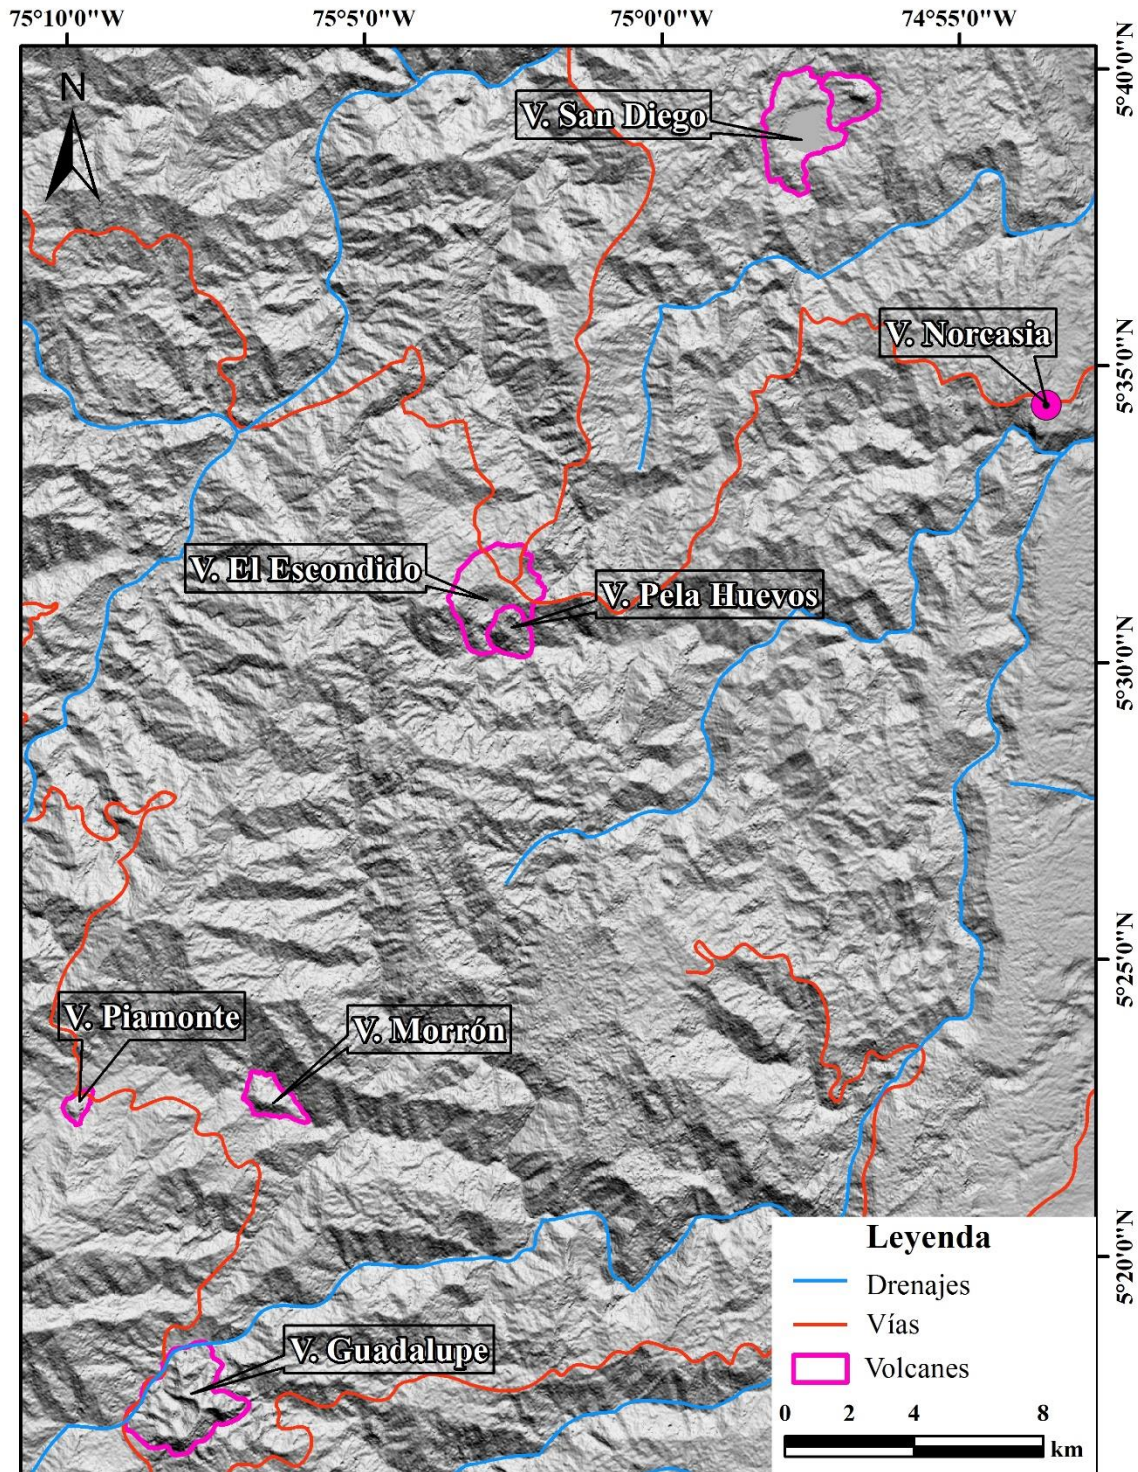 75°10'0"W 75°5'0"W 75°0'0"W 74°55'0"W
N
5°40'0"N
V. San Diego
5°35'0"N
V. Norcasia
V. El Escondido
V. Pela Huevos
5°30'0"N
5°25'0"N
V. Piamonte
V. Morrón
5°20'0"N
V. Guadalupe
Leyenda
Drenajes
Vías
Volcanes
0 2 4 8
km